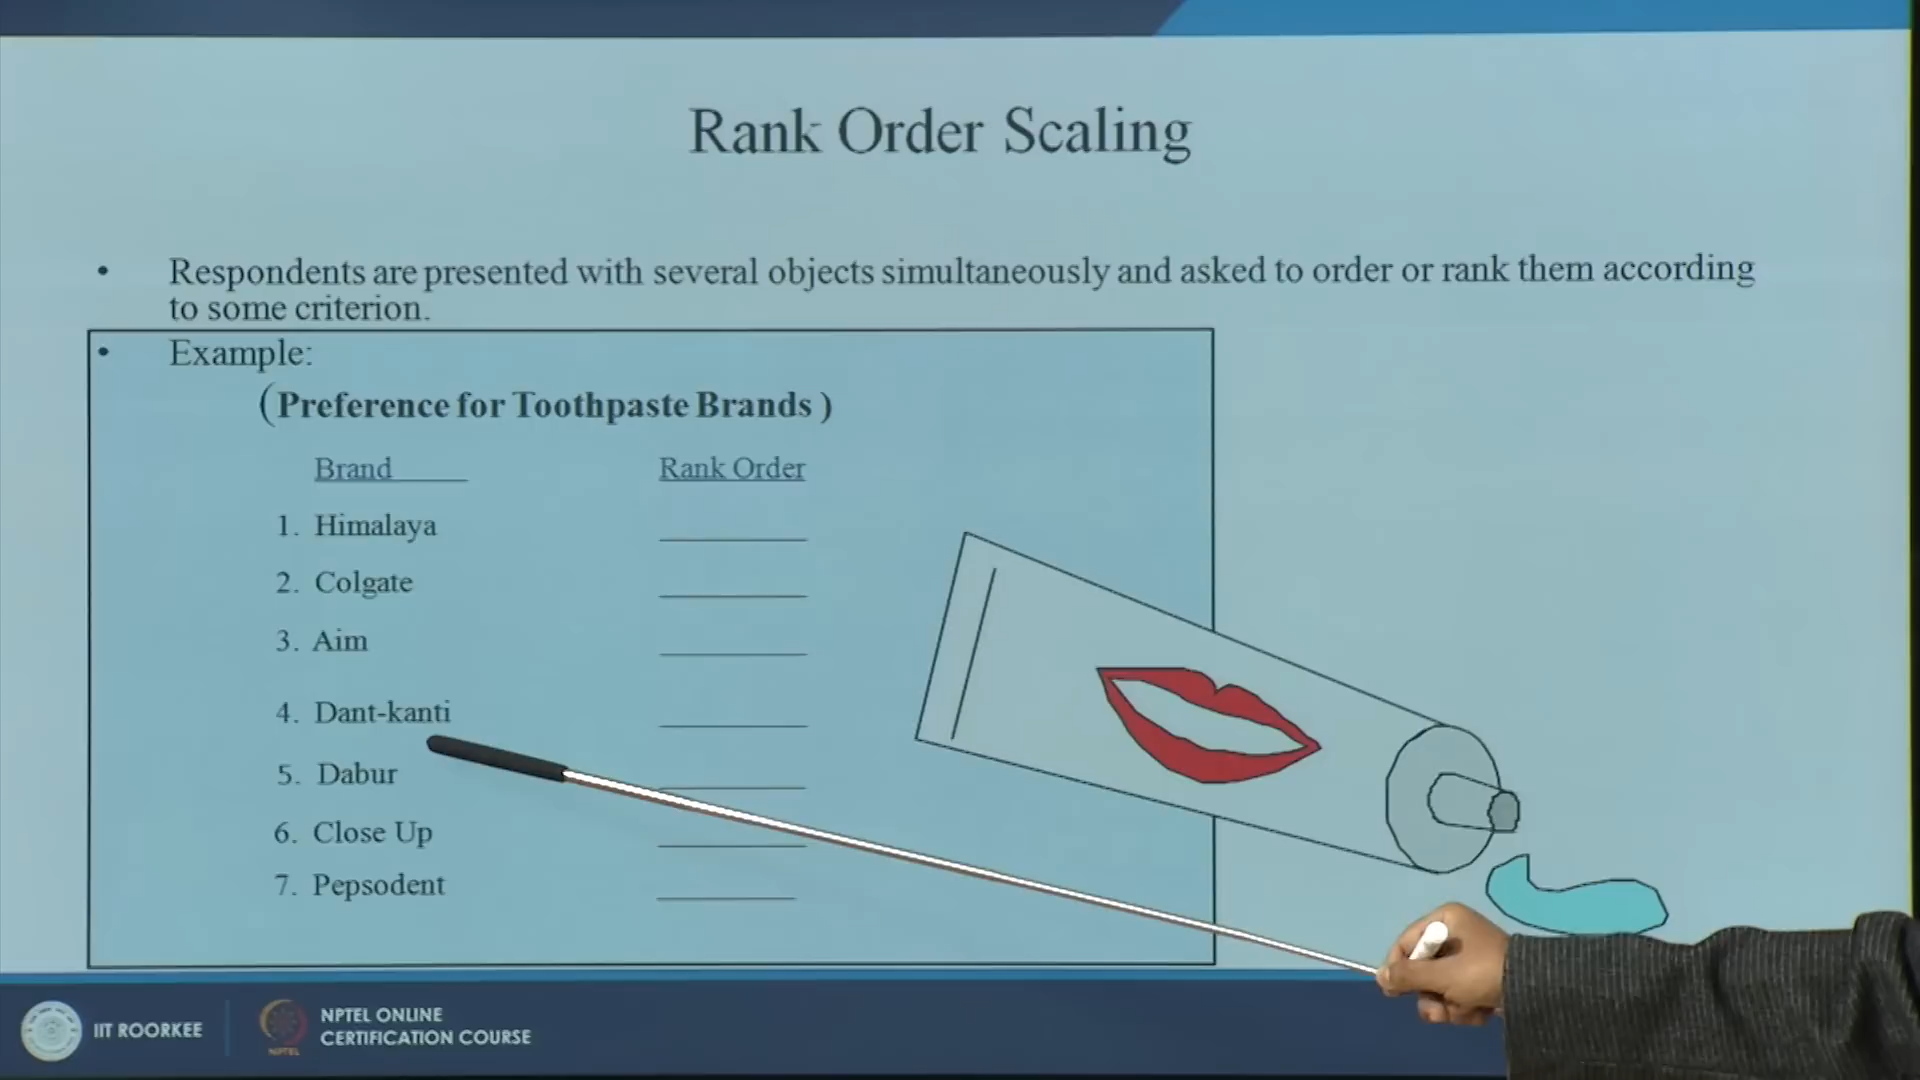 Rank Order Scaling
• Respondents are presented with several objects simultaneously and asked to order or rank them according
to some criterion.
• Example:
(Preference for Toothpaste Brands )
Brand Rank Order
1. Himalaya
2. Colgate
3. Aim
4. Dant-kanti
5. Dabur
6. Close Up
7. Pepsodent
IIT ROORKEE
NPTEL
NPTEL ONLINE
CERTIFICATION COURSE